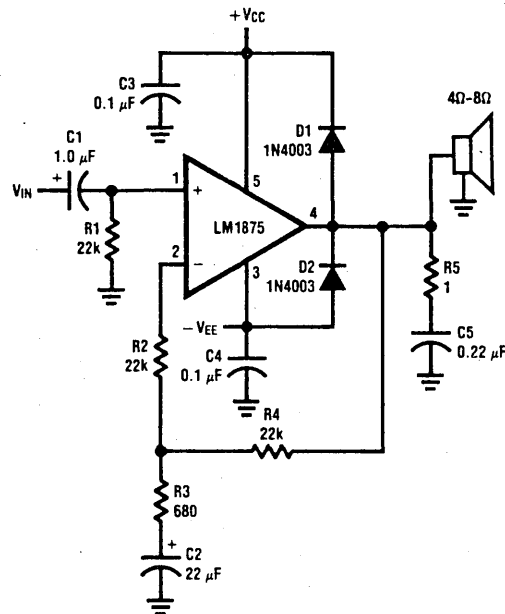 +VCC
C3
0.1 µF
4Ω-8Ω
D1
1N4003
C1
1.0 µF
+
VIN
1
+
5
R1
22k
LM1875
4
2
−
3
D2
1N4003
R5
1
−VEE
R2
22k
C4
0.1 µF
C5
0.22 µF
R4
22k
R3
680
+
C2
22 µF